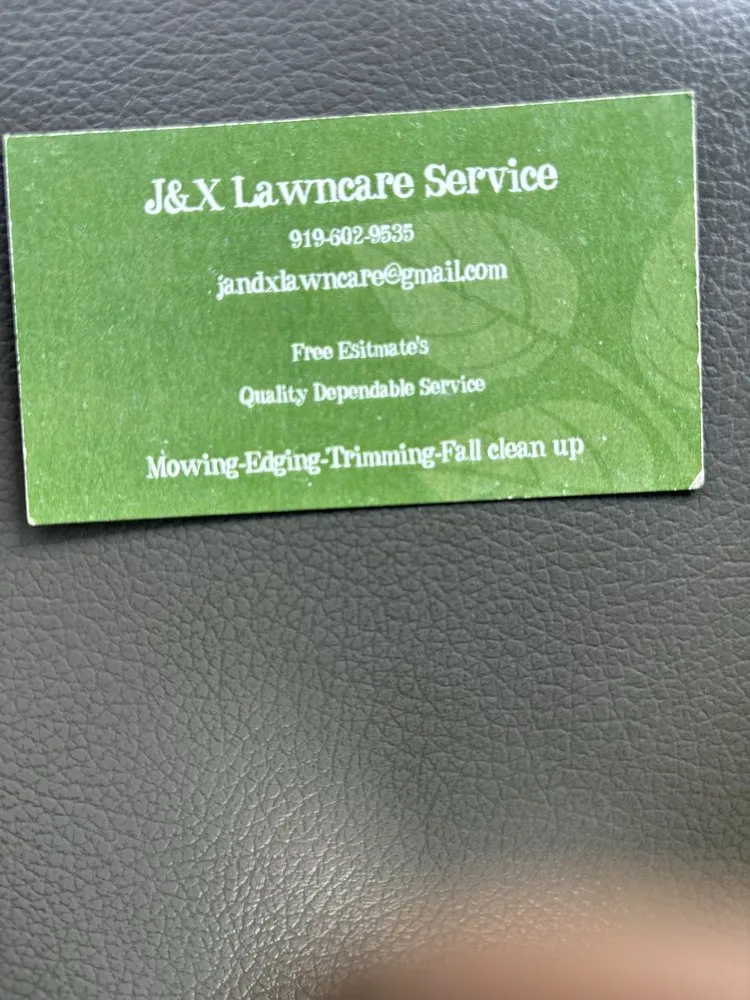 J&X Lawncare Service
919-602-9535
jandxlawncare@gmail.com
Free Esitmate's
Quality Dependable Service
Mowing-Edging-Trimming-Fall clean up